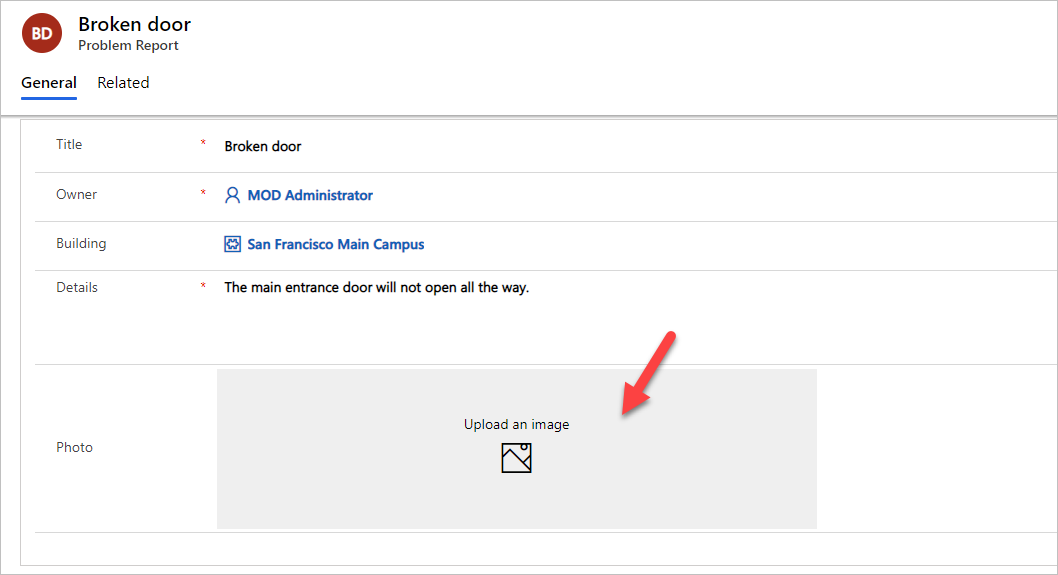 BD
Broken door
Problem Report
General Related
Title * Broken door
Owner * MOD Administrator
Building San Francisco Main Campus
Details * The main entrance door will not open all the way.
Upload an image
Photo